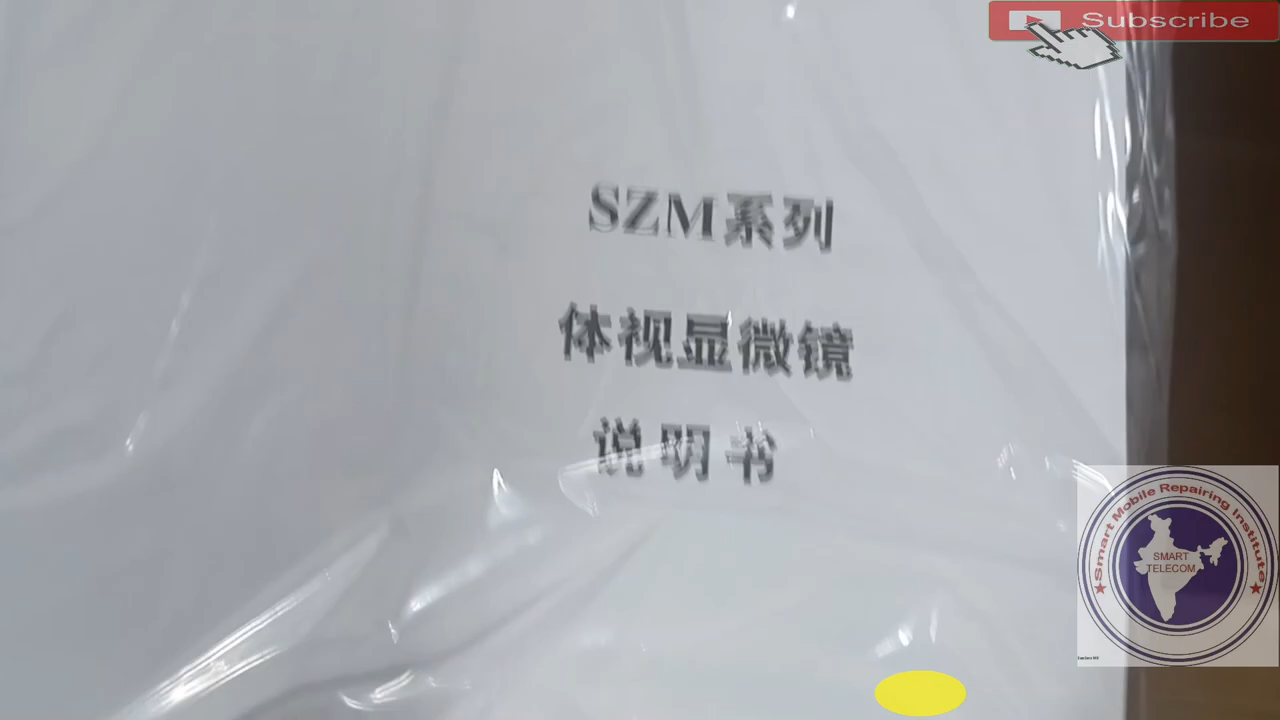 Subscribe
SZM系列
体视显微镜
说明书
Smart Mobile Repairing Institute
SMART
TELECOM